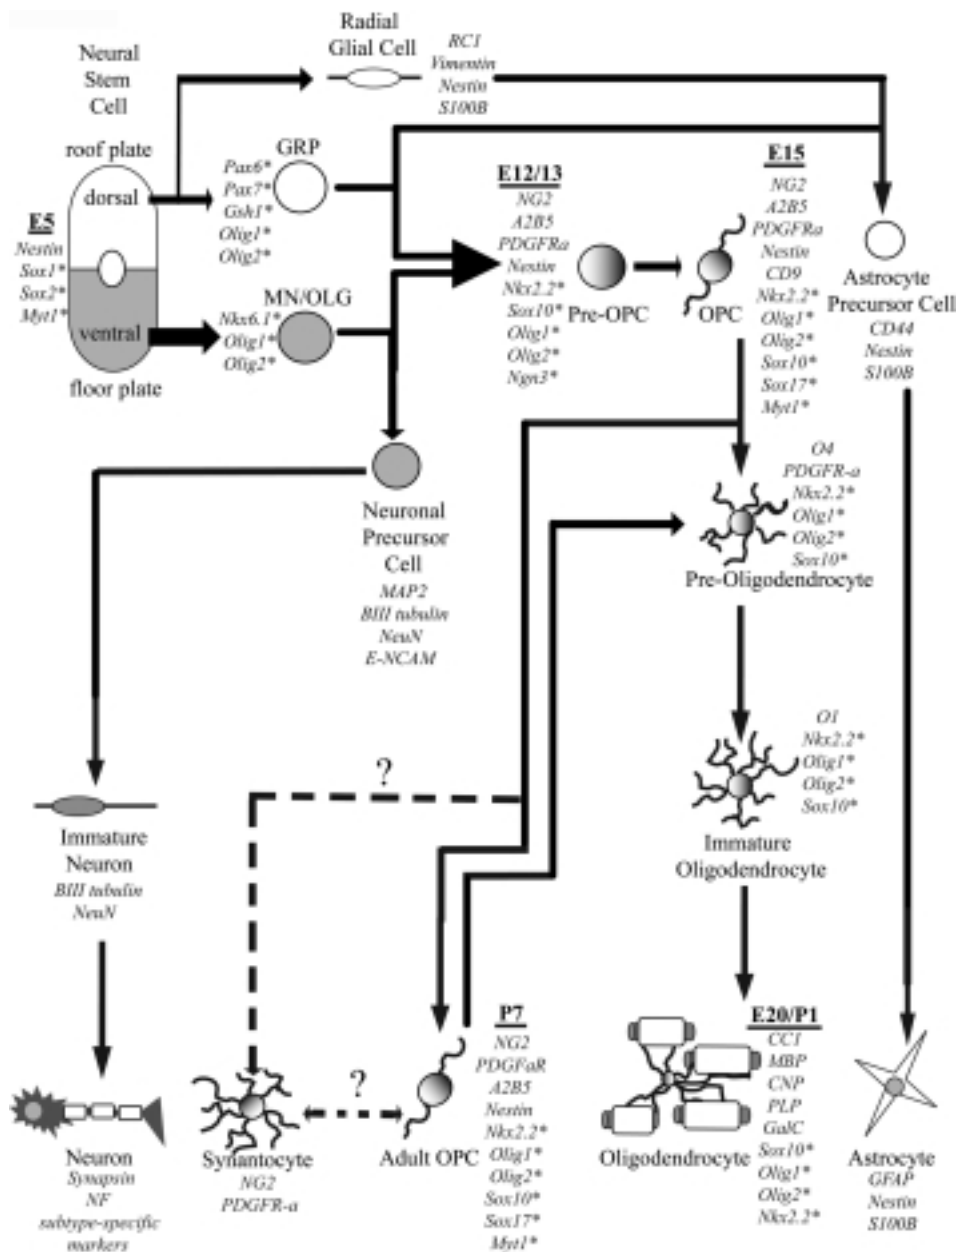 Neural
Stem
Cell
Radial
Glial Cell
RC1
Vimentin
Nestin
S100B
roof plate
dorsal
E5
Nestin
Sox1*
Sox2*
Myt1*
ventral
floor plate
GRP
Pax6*
Pax7*
Gsh1*
Olig1*
Olig2*
MN/OLG
Nkx6.1*
Olig1*
Olig2*
E12/13
NG2
A2B5
PDGFRa
Nestin
Nkx2.2*
Sox10*
Olig1*
Olig2*
Ngn3*
Pre-OPC
OPC
E15
NG2
A2B5
PDGFRa
Nestin
CD9
Nkx2.2*
Olig1*
Olig2*
Sox10*
Sox17*
Myt1*
Astrocyte
Precursor Cell
CD44
Nestin
S100B
Neuronal
Precursor
Cell
MAP2
BIII tubulin
NeuN
E-NCAM
O4
PDGFR-a
Nkx2.2*
Olig1*
Olig2*
Sox10*
Pre-Oligodendrocyte
O1
Nkx2.2*
Olig1*
Olig2*
Sox10*
Immature
Oligodendrocyte
?
Immature
Neuron
BIII tubulin
NeuN
Neuron
Synapsin
NF
subtype-specific
markers
Synantocyte
NG2
PDGFR-a
?
Adult OPC
P7
NG2
PDGFaR
A2B5
Nestin
Nkx2.2*
Olig1*
Olig2*
Sox10*
Sox17*
Myt1*
Oligodendrocyte
E20/P1
CC1
MBP
CNP
PLP
GalC
Sox10*
Olig1*
Olig2*
Nkx2.2*
Astrocyte
GFAP
Nestin
S100B